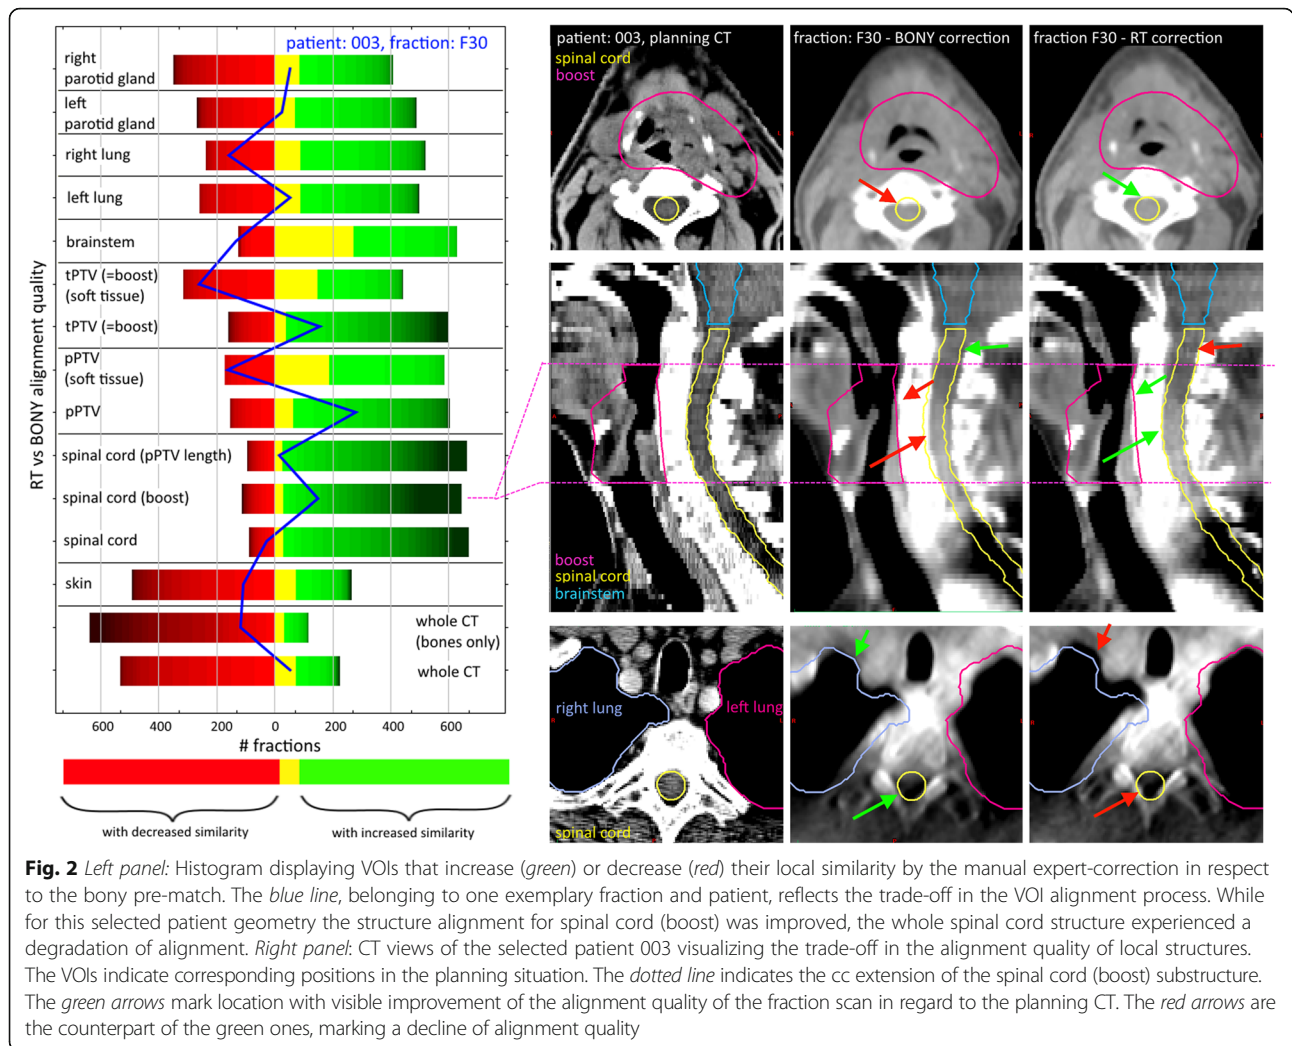 patient: 003, fraction: F30
right
parotid gland
left
parotid gland
right lung
left lung
brainstem
tPTV (=boost)
(soft tissue)
tPTV (=boost)
pPTV
(soft tissue)
pPTV
spinal cord (pPTV length)
spinal cord (boost)
spinal cord
skin
whole CT
(bones only)
whole CT
RT vs BONY alignment quality
600 400 200 0 200 400 600
# fractions
with decreased similarity
with increased similarity
patient: 003, planning CT
spinal cord
boost
fraction: F30 - BONY correction
fraction F30 - RT correction
boost
spinal cord
brainstem
right lung
left lung
spinal cord
Fig. 2 Left panel: Histogram displaying VOIs that increase (green) or decrease (red) their local similarity by the manual expert-correction in respect
to the bony pre-match. The blue line, belonging to one exemplary fraction and patient, reflects the trade-off in the VOI alignment process. While
for this selected patient geometry the structure alignment for spinal cord (boost) was improved, the whole spinal cord structure experienced a
degradation of alignment. Right panel: CT views of the selected patient 003 visualizing the trade-off in the alignment quality of local structures.
The VOIs indicate corresponding positions in the planning situation. The dotted line indicates the cc extension of the spinal cord (boost) substructure.
The green arrows mark location with visible improvement of the alignment quality of the fraction scan in regard to the planning CT. The red arrows are
the counterpart of the green ones, marking a decline of alignment quality